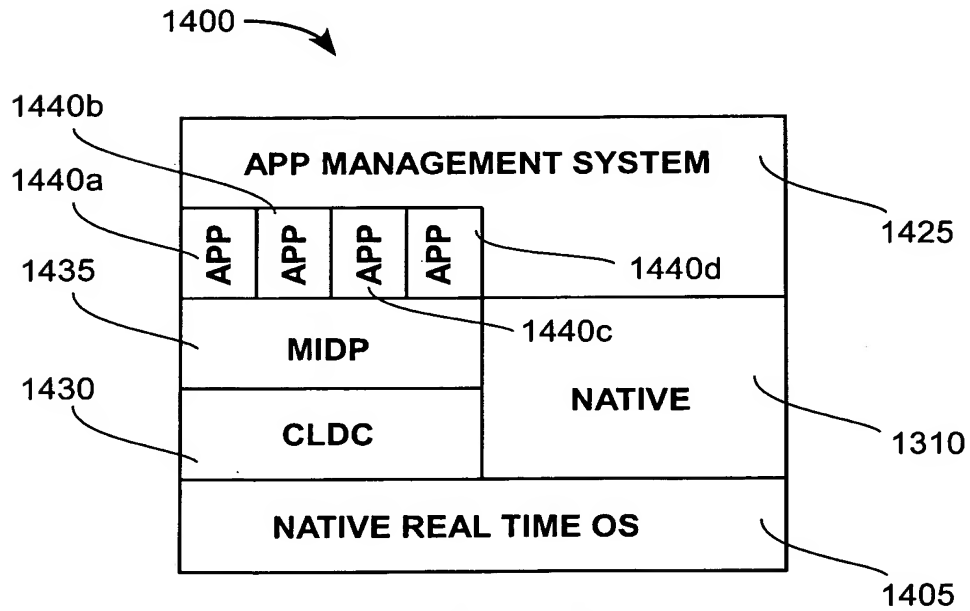 1400
1440b
APP MANAGEMENT SYSTEM
1440a
APP
APP
APP
APP
1425
1440d
1435
1440c
MIDP
NATIVE
1430
CLDC
1310
NATIVE REAL TIME OS
1405